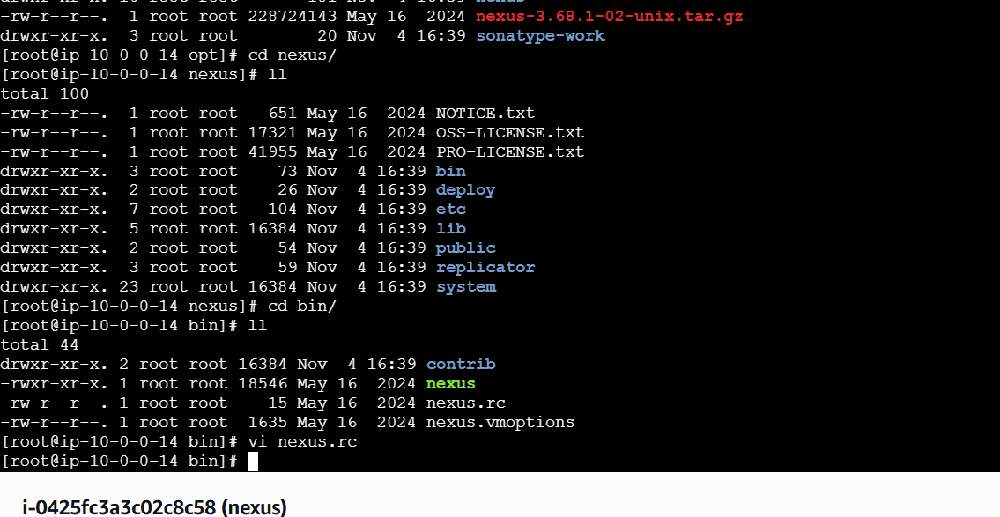 -rw-r--r--.  1 root root 228724143 May 16  2024 nexus-3.68.1-02-unix.tar.gz
drwxr-xr-x.  3 root root        20 Nov  4 16:39 sonatype-work
[root@ip-10-0-0-14 opt]# cd nexus/
[root@ip-10-0-0-14 nexus]# ll
total 100
-rw-r--r--.  1 root root   651 May 16  2024 NOTICE.txt
-rw-r--r--.  1 root root 17321 May 16  2024 OSS-LICENSE.txt
-rw-r--r--.  1 root root 41955 May 16  2024 PRO-LICENSE.txt
drwxr-xr-x.  3 root root    73 Nov  4 16:39 bin
drwxr-xr-x.  2 root root    26 Nov  4 16:39 deploy
drwxr-xr-x.  7 root root   104 Nov  4 16:39 etc
drwxr-xr-x.  5 root root 16384 Nov  4 16:39 lib
drwxr-xr-x.  2 root root    54 Nov  4 16:39 public
drwxr-xr-x.  3 root root    59 Nov  4 16:39 replicator
drwxr-xr-x. 23 root root 16384 Nov  4 16:39 system
[root@ip-10-0-0-14 nexus]# cd bin/
[root@ip-10-0-0-14 bin]# ll
total 44
drwxr-xr-x. 2 root root 16384 Nov  4 16:39 contrib
-rwxr-xr-x. 1 root root 18546 May 16  2024 nexus
-rw-r--r--. 1 root root    15 May 16  2024 nexus.rc
-rw-r--r--. 1 root root  1635 May 16  2024 nexus.vmoptions
[root@ip-10-0-0-14 bin]# vi nexus.rc
[root@ip-10-0-0-14 bin]#
i-0425fc3a3c02c8c58 (nexus)